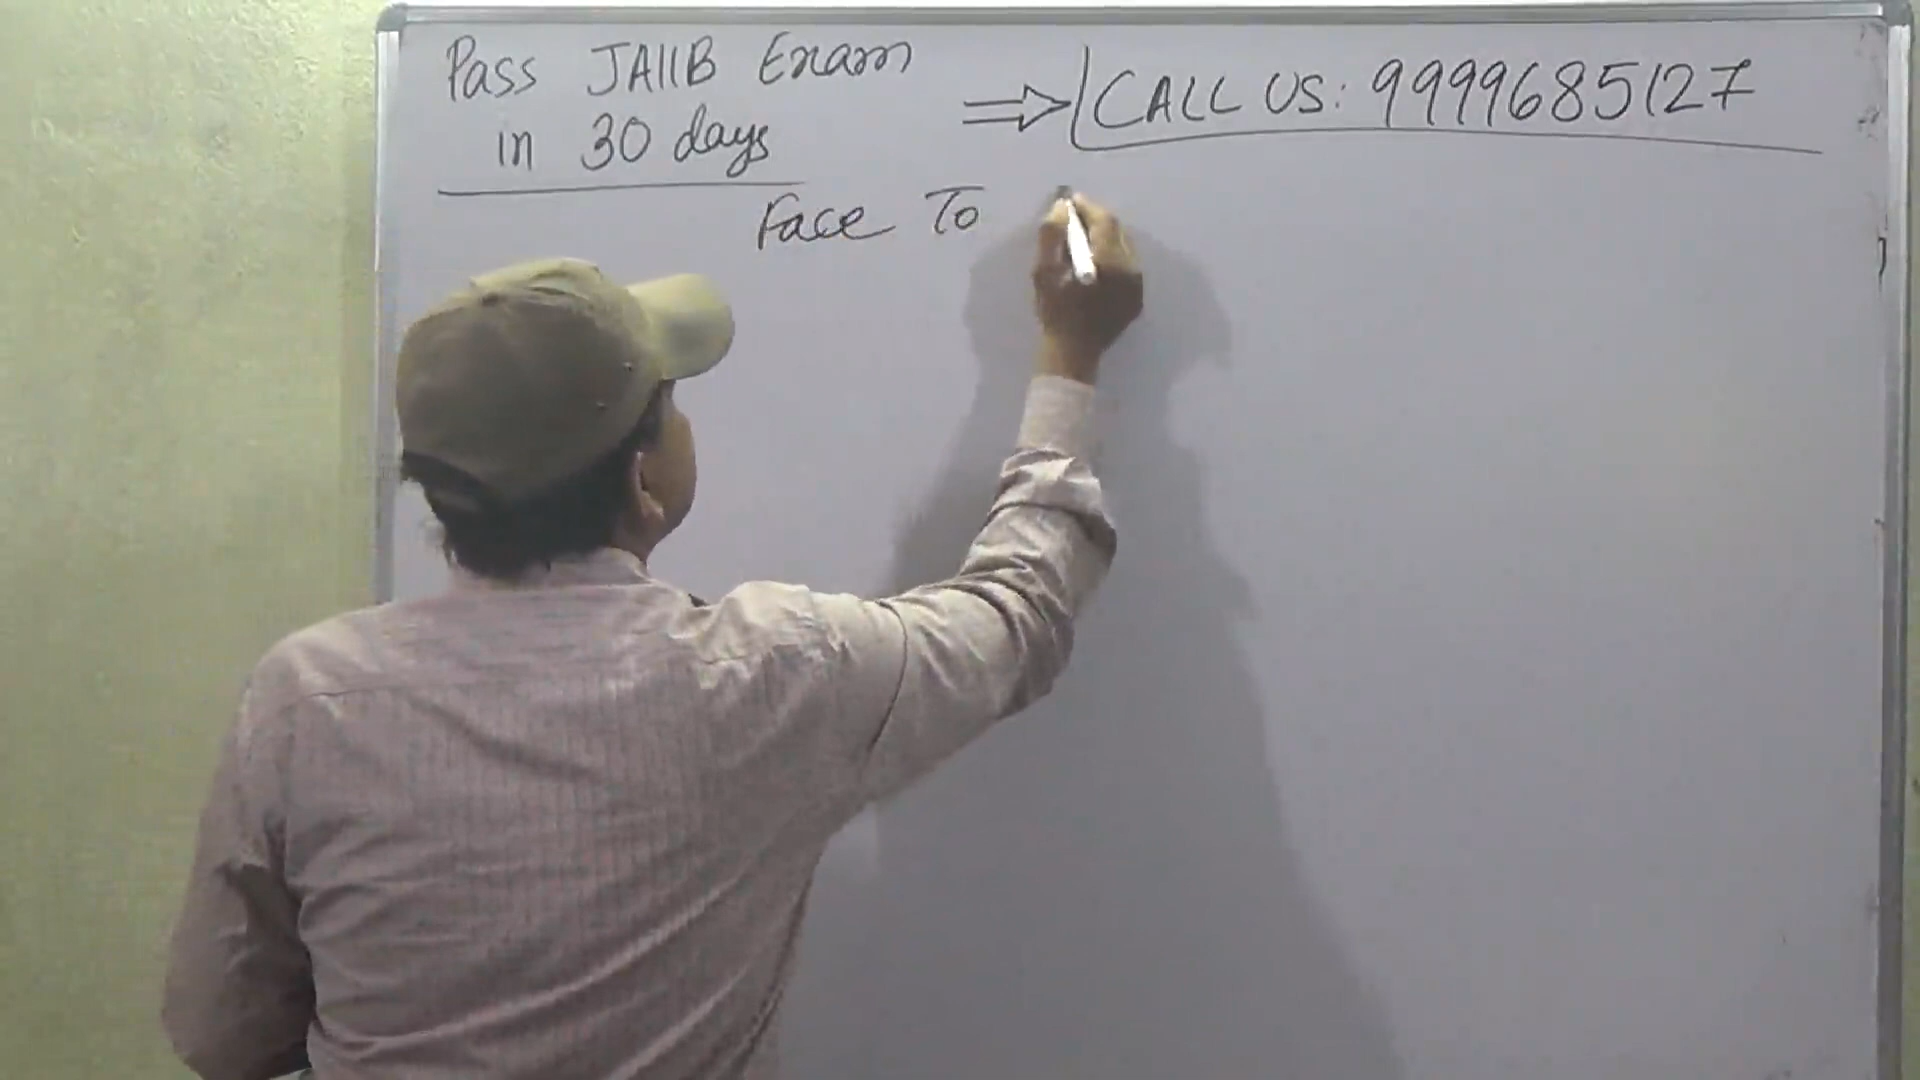 Pass JAIIB Exam
in 30 days
CALL US: 9999685127
Face To